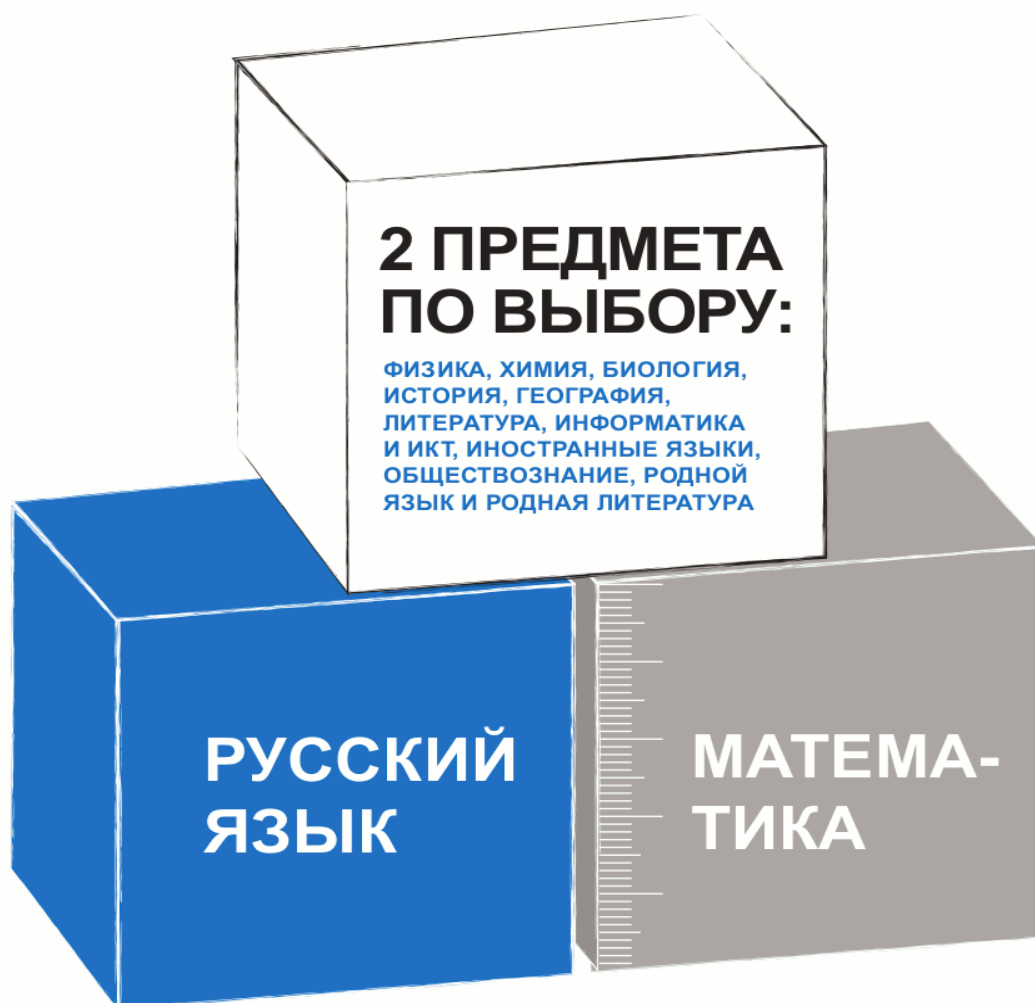 2 ПРЕДМЕТА
ПО ВЫБОРУ:
ФИЗИКА, ХИМИЯ, БИОЛОГИЯ,
ИСТОРИЯ, ГЕОГРАФИЯ,
ЛИТЕРАТУРА, ИНФОРМАТИКА
И ИКТ, ИНОСТРАННЫЕ ЯЗЫКИ,
ОБЩЕСТВОЗНАНИЕ, РОДНОЙ
ЯЗЫК И РОДНАЯ ЛИТЕРАТУРА
РУССКИЙ
ЯЗЫК
МАТЕМА-
ТИКА